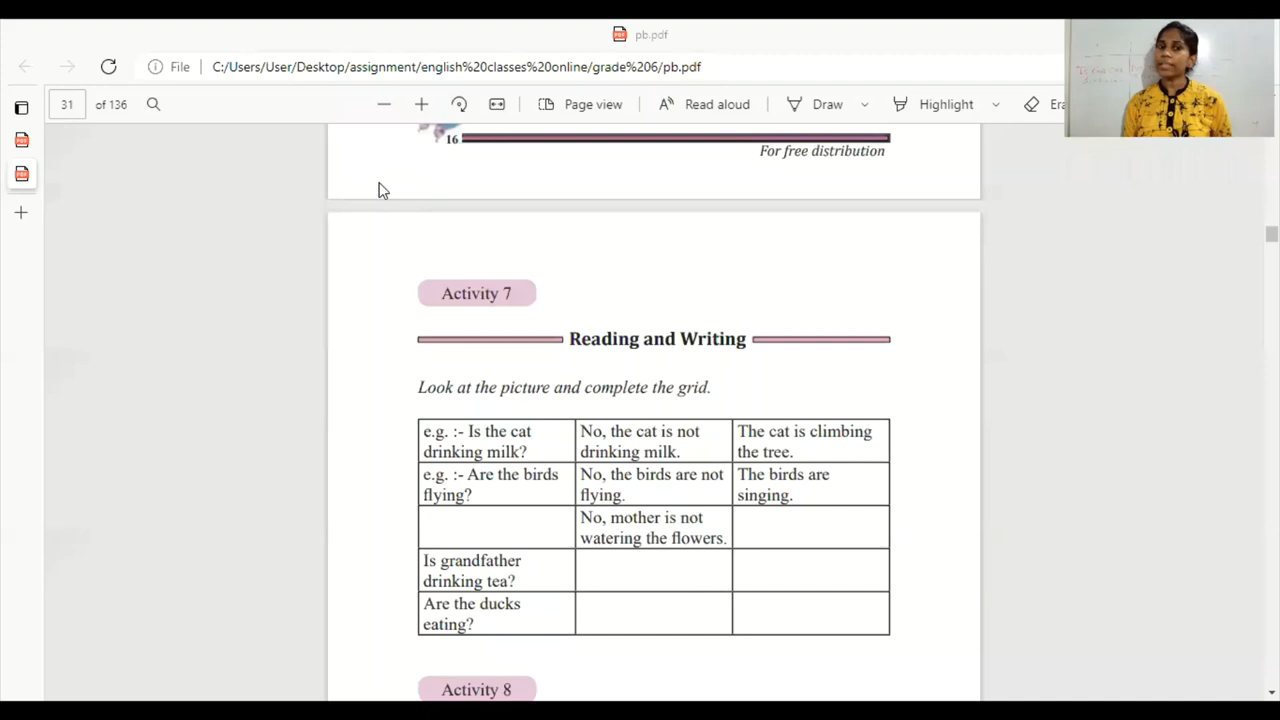 pb.pdf
File
C:/Users/User/Desktop/assignment/english%20classes%20online/grade%206/pb.pdf
31 of 136
Page view
Read aloud
Draw
Highlight
16
For free distribution
Activity 7
Reading and Writing
Look at the picture and complete the grid.
e.g. :- Is the cat
drinking milk?
No, the cat is not
drinking milk.
The cat is climbing
the tree.
e.g. :- Are the birds
flying?
No, the birds are not
flying.
The birds are
singing.
No, mother is not
watering the flowers.
Is grandfather
drinking tea?
Are the ducks
eating?
Activity 8